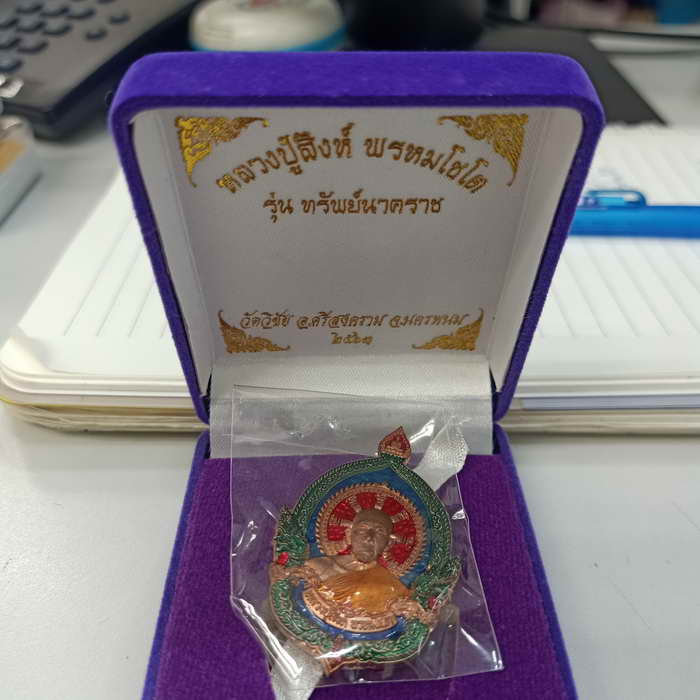 หลวงปู่สิงห์ พรหมโชโต
รุ่น ทรัพย์นาคราช
วัดวิชัย อ.ศรีสงคราม จ.นครพนม
๒๕๖๓